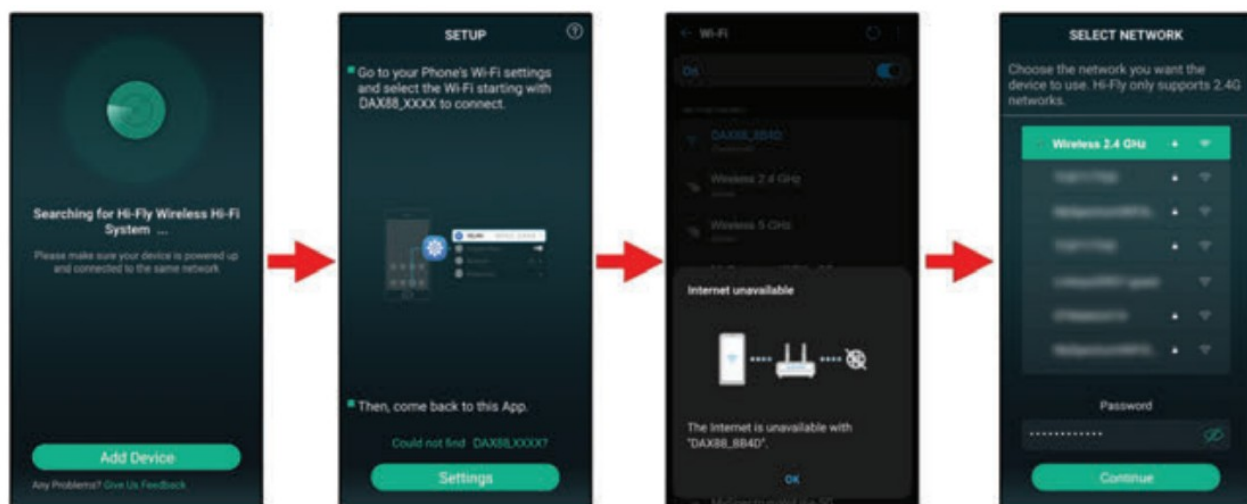 Searching for Hi-Fly Wireless Hi-Fi
System ...
Please make sure your device is powered up
and connected to the same network
Add Device
Any Problems? Give Us Feedback
SETUP
Go to your Phone's Wi-Fi settings
and select the Wi-Fi starting with
DAX88_XXXX to connect.
Then, come back to this App.
Could not find DAX88_XXXX?
Settings
Wi-Fi
On
DAX88_8B4D
Wireless 2.4 GHz
Wireless 5 GHz
Internet unavailable
The Internet is unavailable with
"DAX88_8B4D".
OK
SELECT NETWORK
Choose the network you want the
device to use. Hi-Fly only supports 2.4G
networks.
Wireless 2.4 GHz
Password
Continue